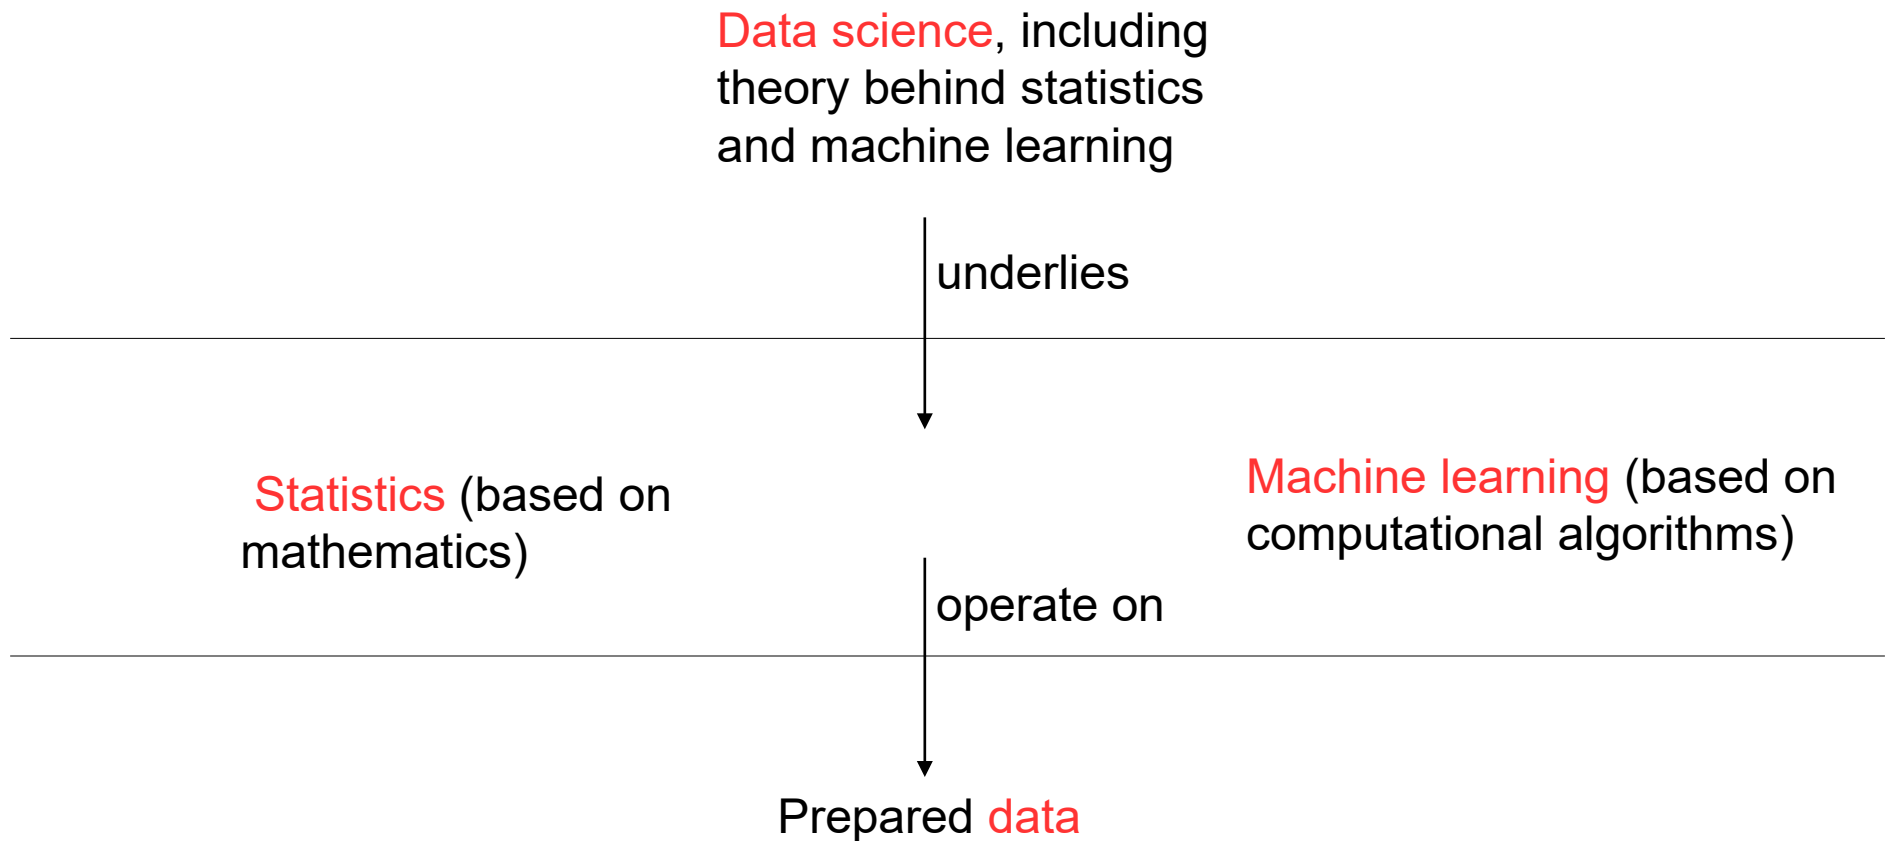 Data science, including
theory behind statistics
and machine learning
underlies
Statistics (based on
mathematics)
Machine learning (based on
computational algorithms)
operate on
Prepared data